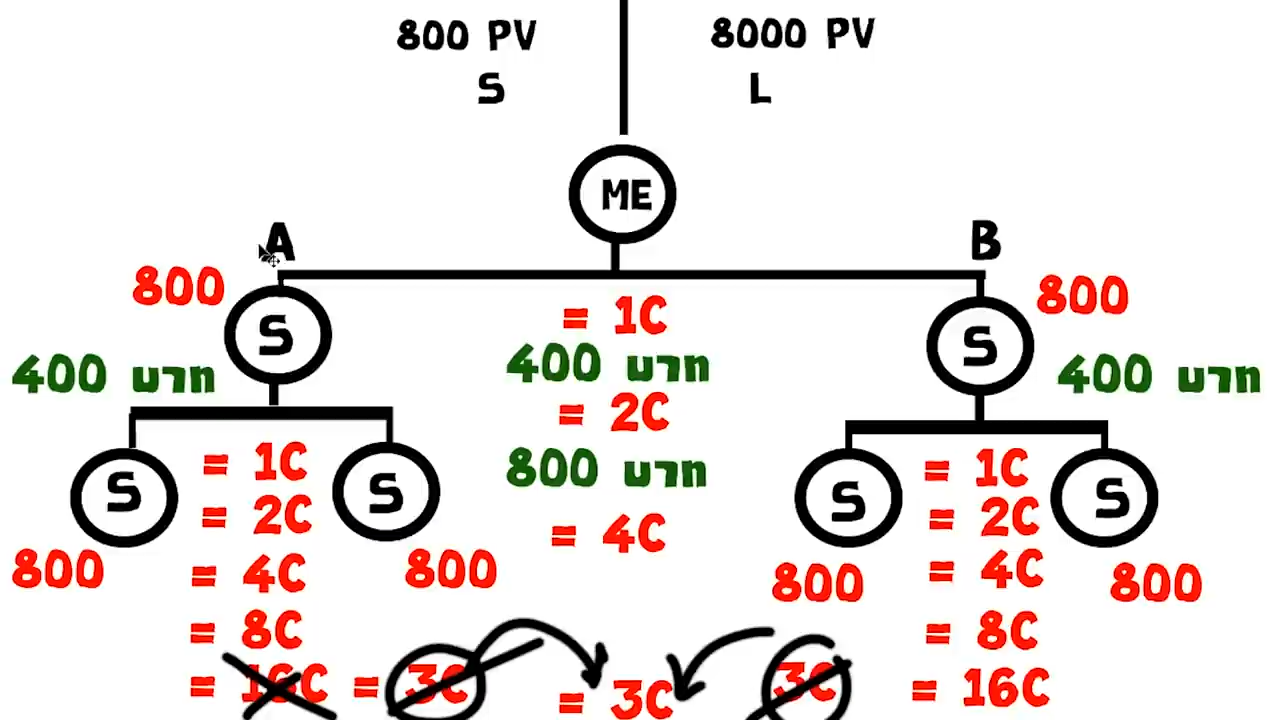 800 PV
8000 PV
S
L
ME
A
B
800
800
S
= 1C
S
400 บาท
400 บาท
400 บาท
= 2C
= 1C
800 บาท
= 1C
S
S
S
S
= 2C
= 4C
= 2C
800
= 4C
800
800
= 4C
800
= 8C
= 8C
= 16C = 3C
= 3C
3C
= 16C